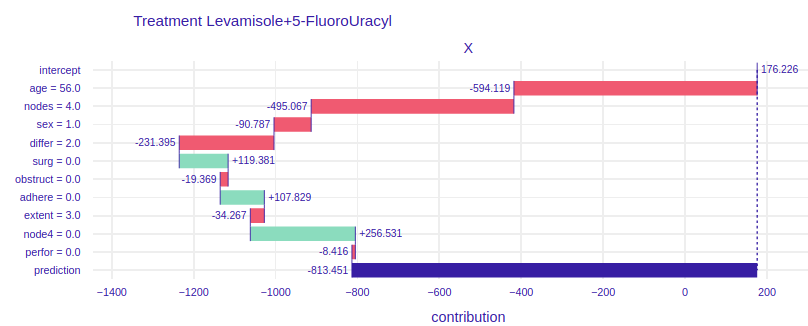 Treatment Levamisole+5-FluoroUracyl
X
intercept 176.226
age = 56.0 -594.119
nodes = 4.0 -495.067
sex = 1.0 -90.787
differ = 2.0 -231.395
surg = 0.0 +119.381
obstruct = 0.0 -19.369
adhere = 0.0 +107.829
extent = 3.0 -34.267
node4 = 0.0 +256.531
perfor = 0.0 -8.416
prediction -813.451
−1400 −1200 −1000 −800 −600 −400 −200 0 200
contribution